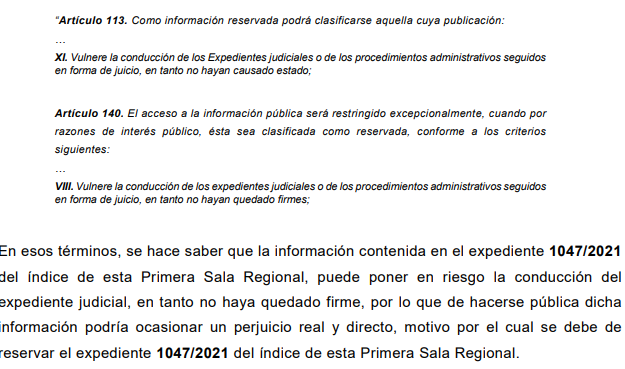 "Artículo 113. Como información reservada podrá clasificarse aquella cuya publicación:
...
XI. Vulnere la conducción de los Expedientes judiciales o de los procedimientos administrativos seguidos
en forma de juicio, en tanto no hayan causado estado;
Artículo 140. El acceso a la información pública será restringido excepcionalmente, cuando por
razones de interés público, ésta sea clasificada como reservada, conforme a los criterios
siguientes:
...
VIII. Vulnere la conducción de los expedientes judiciales o de los procedimientos administrativos seguidos
en forma de juicio, en tanto no hayan quedado firmes;
En esos términos, se hace saber que la información contenida en el expediente 1047/2021
del índice de esta Primera Sala Regional, puede poner en riesgo la conducción del
expediente judicial, en tanto no haya quedado firme, por lo que de hacerse pública dicha
información podría ocasionar un perjuicio real y directo, motivo por el cual se debe de
reservar el expediente 1047/2021 del índice de esta Primera Sala Regional.